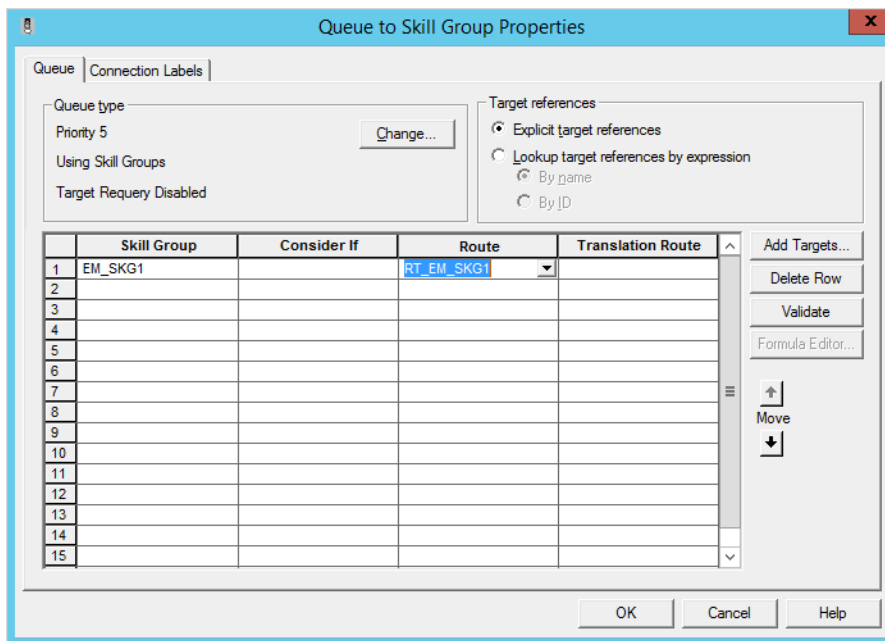 Queue to Skill Group Properties
x
Queue
Connection Labels
Queue type
Priority 5
Change...
Using Skill Groups
Target Requery Disabled
Target references
Explicit target references
Lookup target references by expression
By name
By ID
Skill Group Consider If Route Translation Route
1 EM_SKG1 RT_EM_SKG1
2
3
4
5
6
7
8
9
10
11
12
13
14
15
Add Targets...
Delete Row
Validate
Formula Editor...
Move
OK Cancel Help